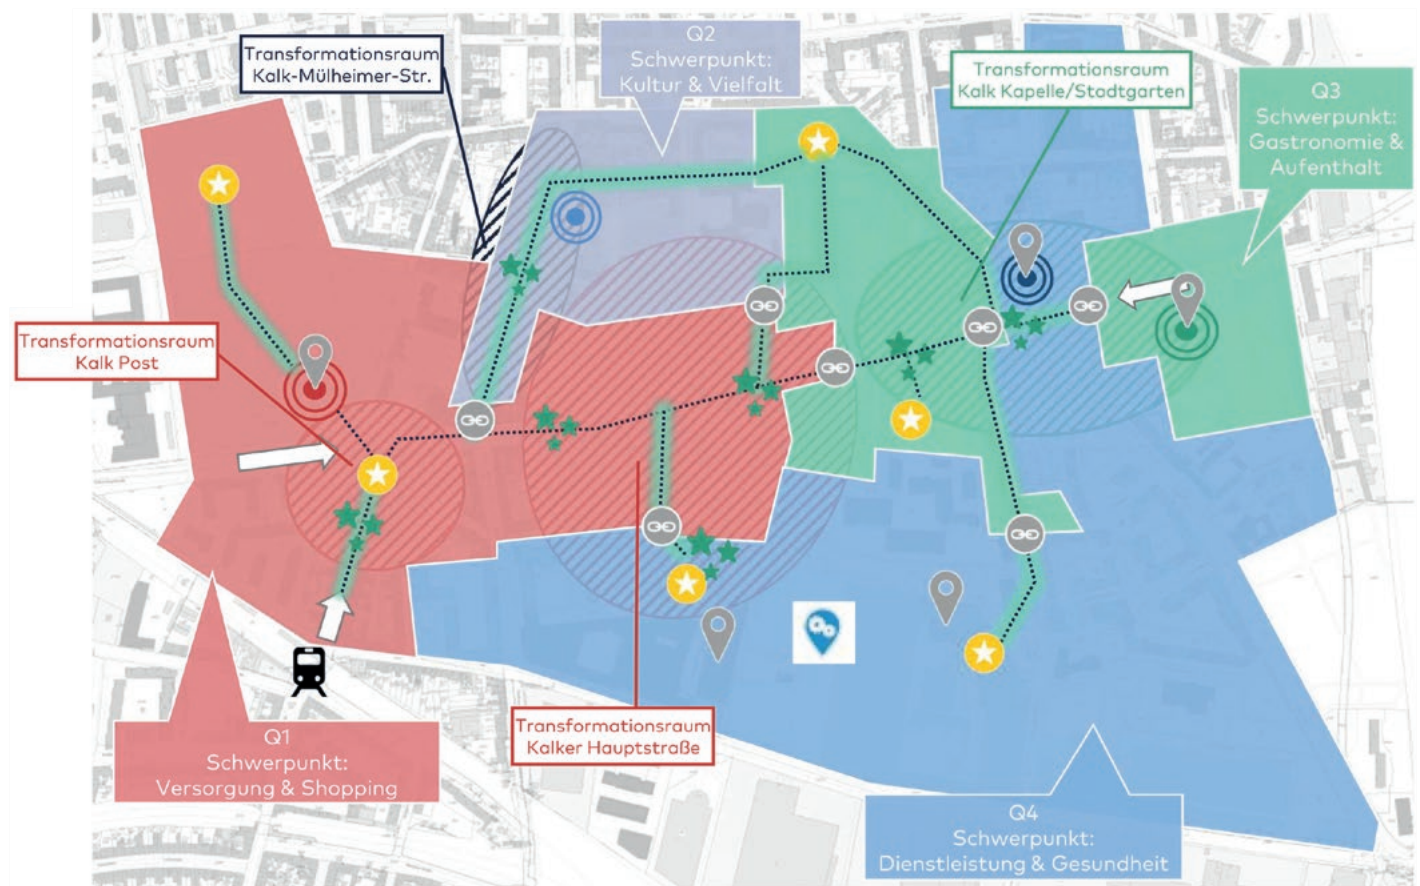 Transformationsraum
Kalk-Mülheimer-Str.
Q2
Schwerpunkt:
Kultur & Vielfalt
Transformationsraum
Kalk Kapelle/Stadtgarten
Q3
Schwerpunkt:
Gastronomie &
Aufenthalt
Transformationsraum
Kalk Post
Transformationsraum
Kalker Hauptstraße
Q1
Schwerpunkt:
Versorgung & Shopping
Q4
Schwerpunkt:
Dienstleistung & Gesundheit